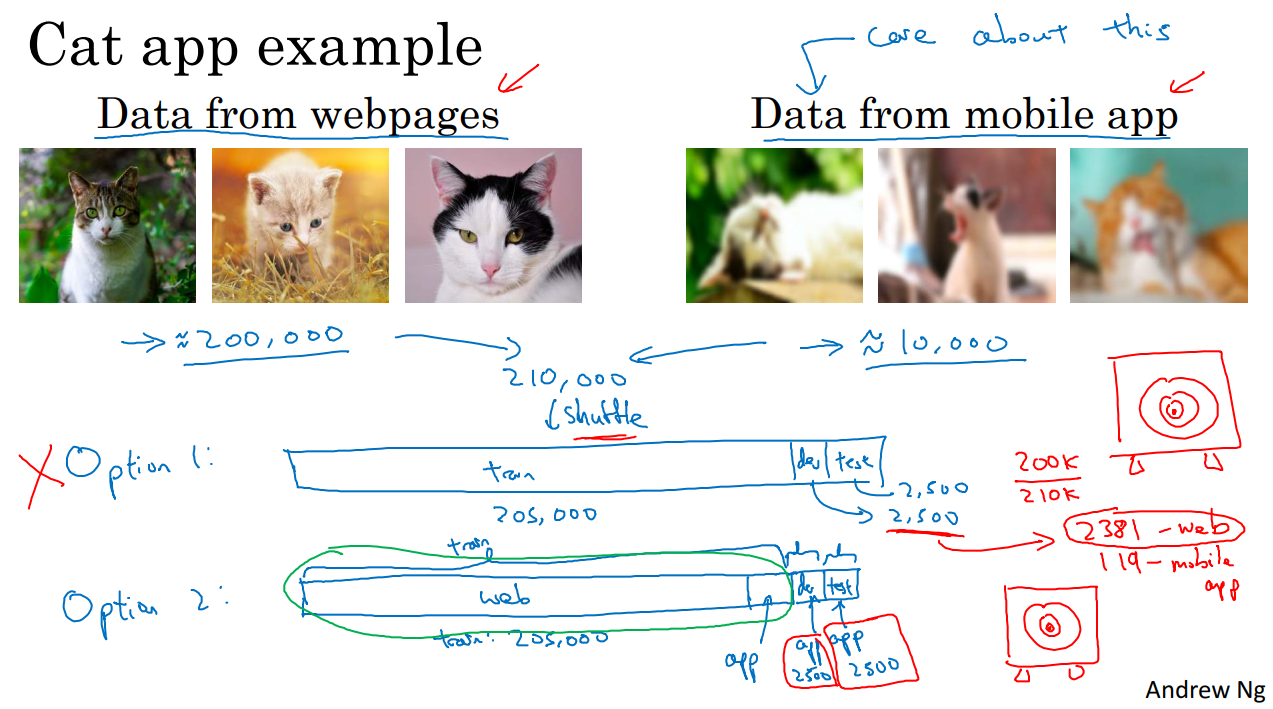 Cat app example
care about this
Data from webpages
Data from mobile app
→ ≈ 200,000
→ ≈ 10,000
210,000
↓ shuffle
X Option 1:
train
dev
test
205,000
2,500
2,500
200K
210K
2381 - web
119 - mobile
app
Option 2:
train
web
dev
test
train: 205,000
app
app
2500
app
2500
Andrew Ng